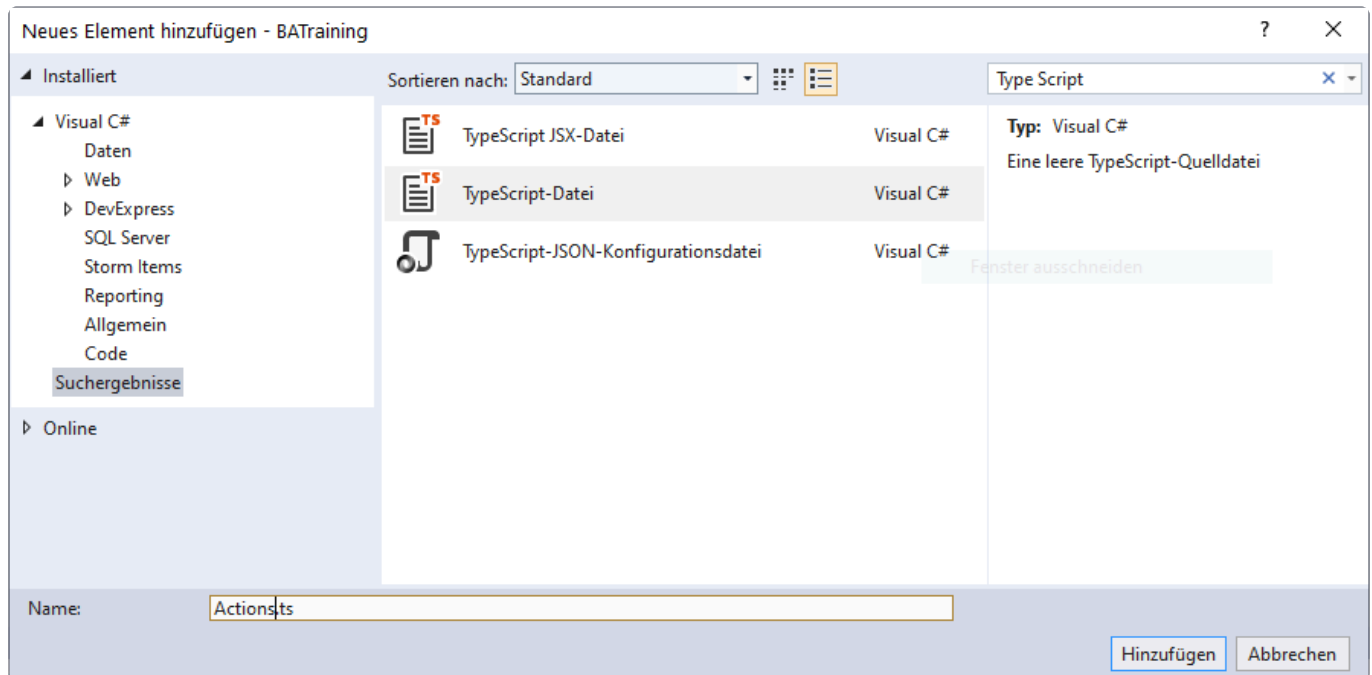 Neues Element hinzufügen - BATraining
?
Installiert
Sortieren nach: Standard
Type Script
Visual C#
Daten
Web
DevExpress
SQL Server
Storm Items
Reporting
Allgemein
Code
Suchergebnisse
Online
TS TypeScript JSX-Datei Visual C#
TS TypeScript-Datei Visual C#
TypeScript-JSON-Konfigurationsdatei Visual C#
Typ: Visual C#
Eine leere TypeScript-Quelldatei
Fenster ausschneiden
Name: Actions.ts
Hinzufügen Abbrechen